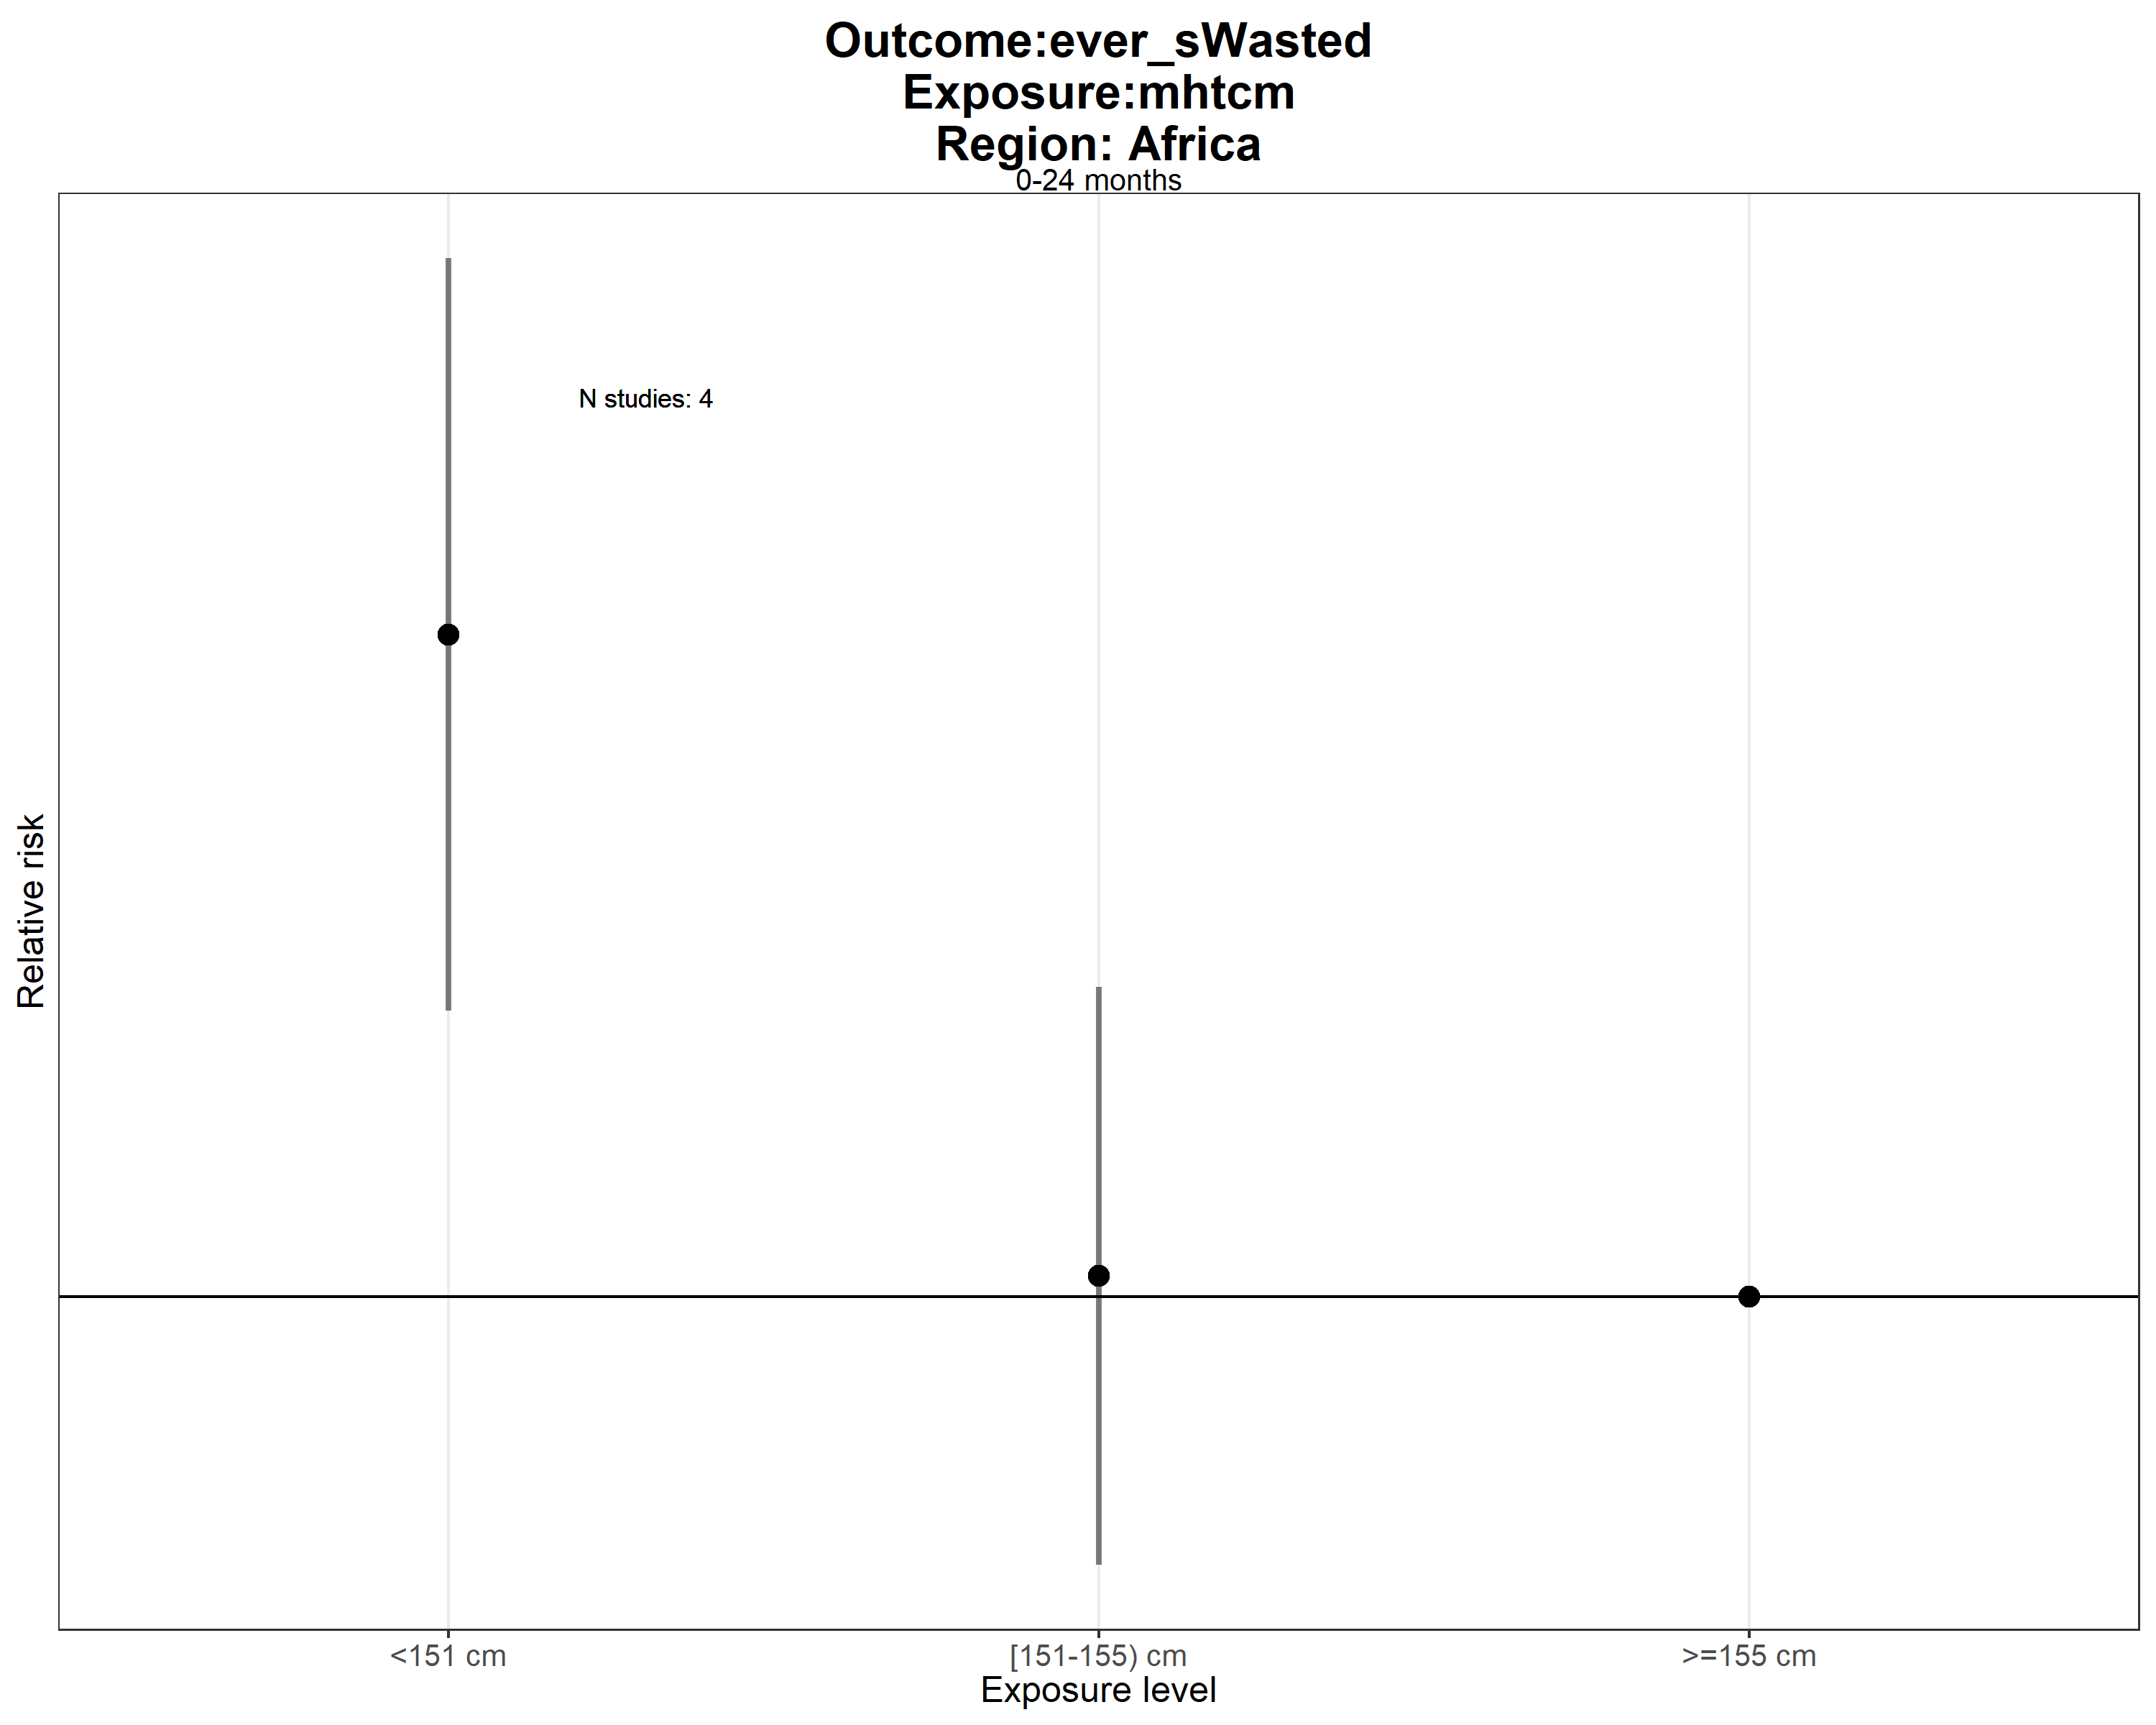 Outcome:ever_sWasted
Exposure:mhtcm
Region: Africa
0-24 months
N studies: 4
Relative risk
<151 cm
[151-155) cm
>=155 cm
Exposure level